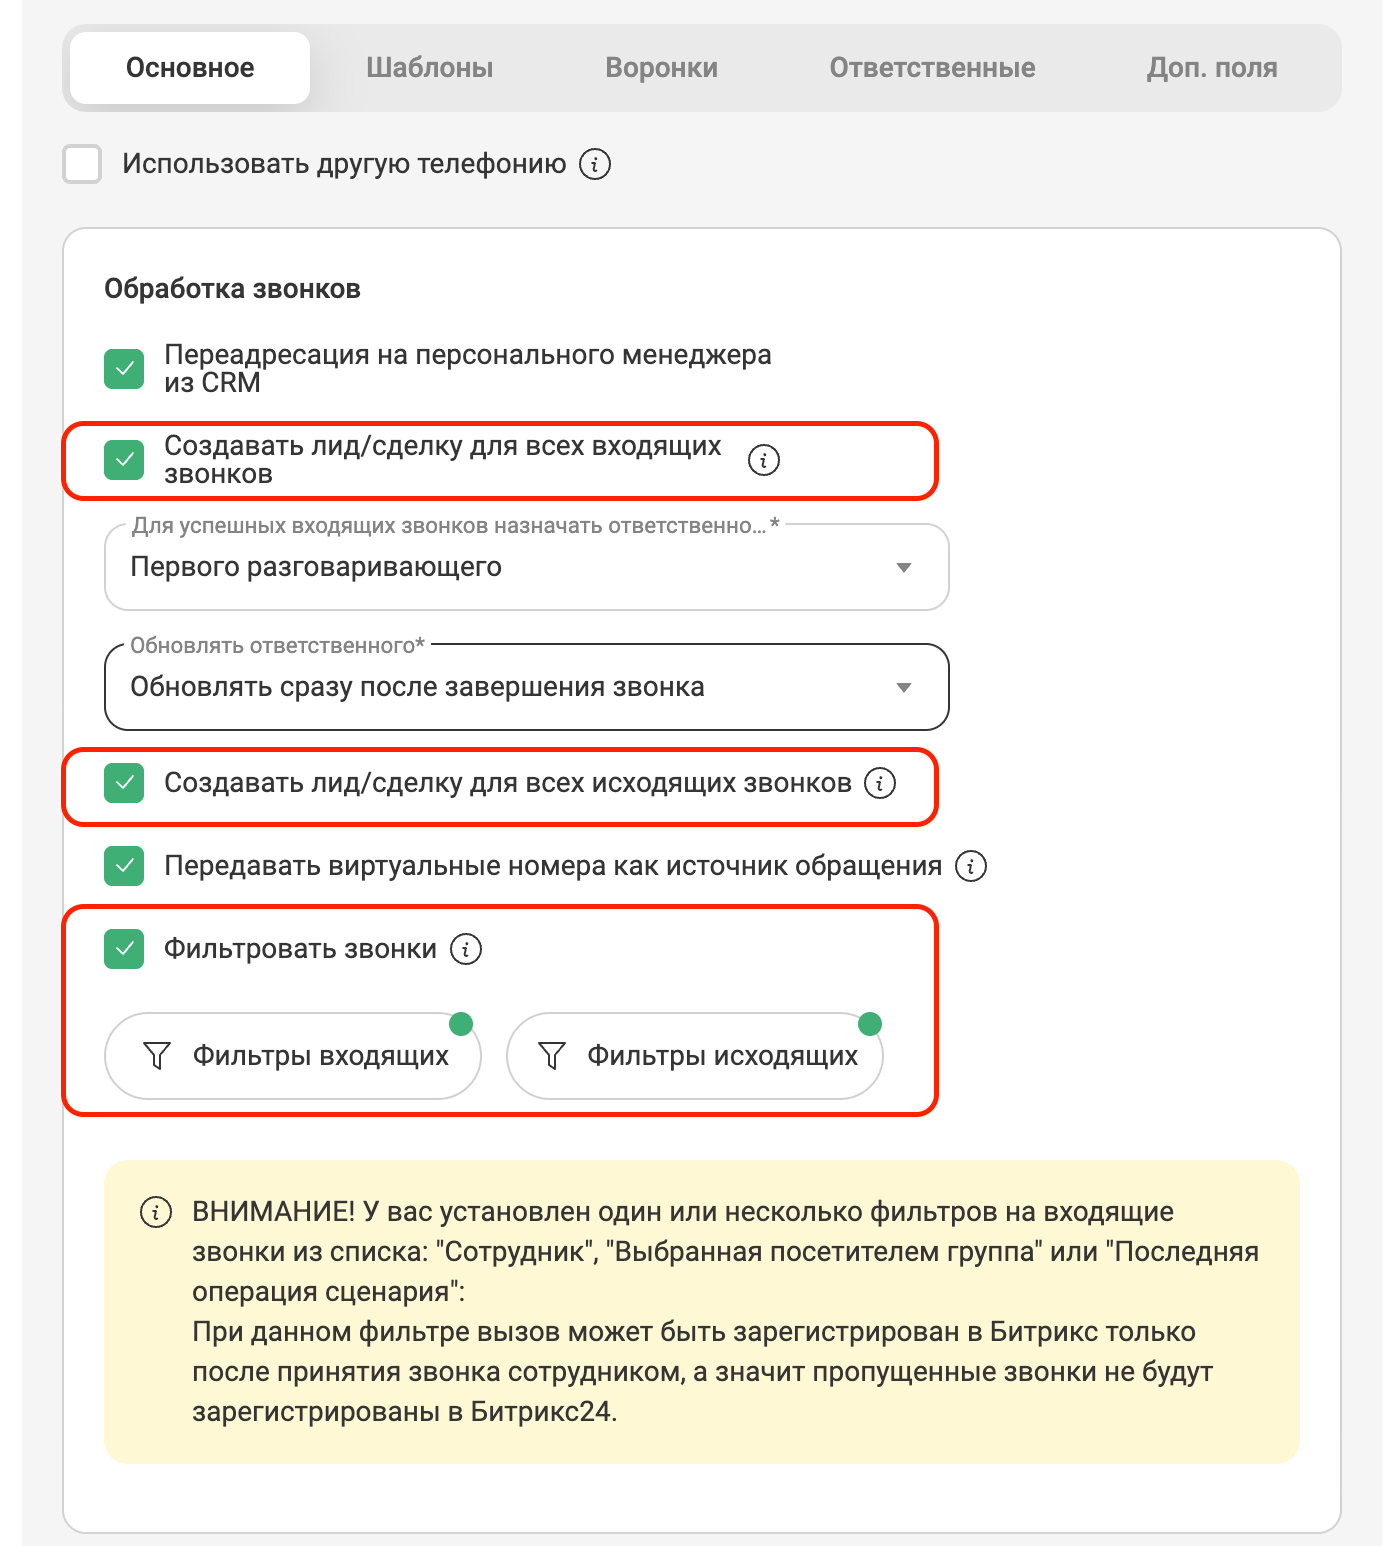 Основное Шаблоны Воронки Ответственные Доп. поля
Использовать другую телефонию
Обработка звонков
Переадресация на персонального менеджера
из CRM
Создавать лид/сделку для всех входящих
звонков
Для успешных входящих звонков назначать ответственно... *
Первого разговаривающего
Обновлять ответственного*
Обновлять сразу после завершения звонка
Создавать лид/сделку для всех исходящих звонков
Передавать виртуальные номера как источник обращения
Фильтровать звонки
Фильтры входящих Фильтры исходящих
ВНИМАНИЕ! У вас установлен один или несколько фильтров на входящие
звонки из списка: "Сотрудник", "Выбранная посетителем группа" или "Последняя
операция сценария":
При данном фильтре вызов может быть зарегистрирован в Битрикс только
после принятия звонка сотрудником, а значит пропущенные звонки не будут
зарегистрированы в Битрикс24.